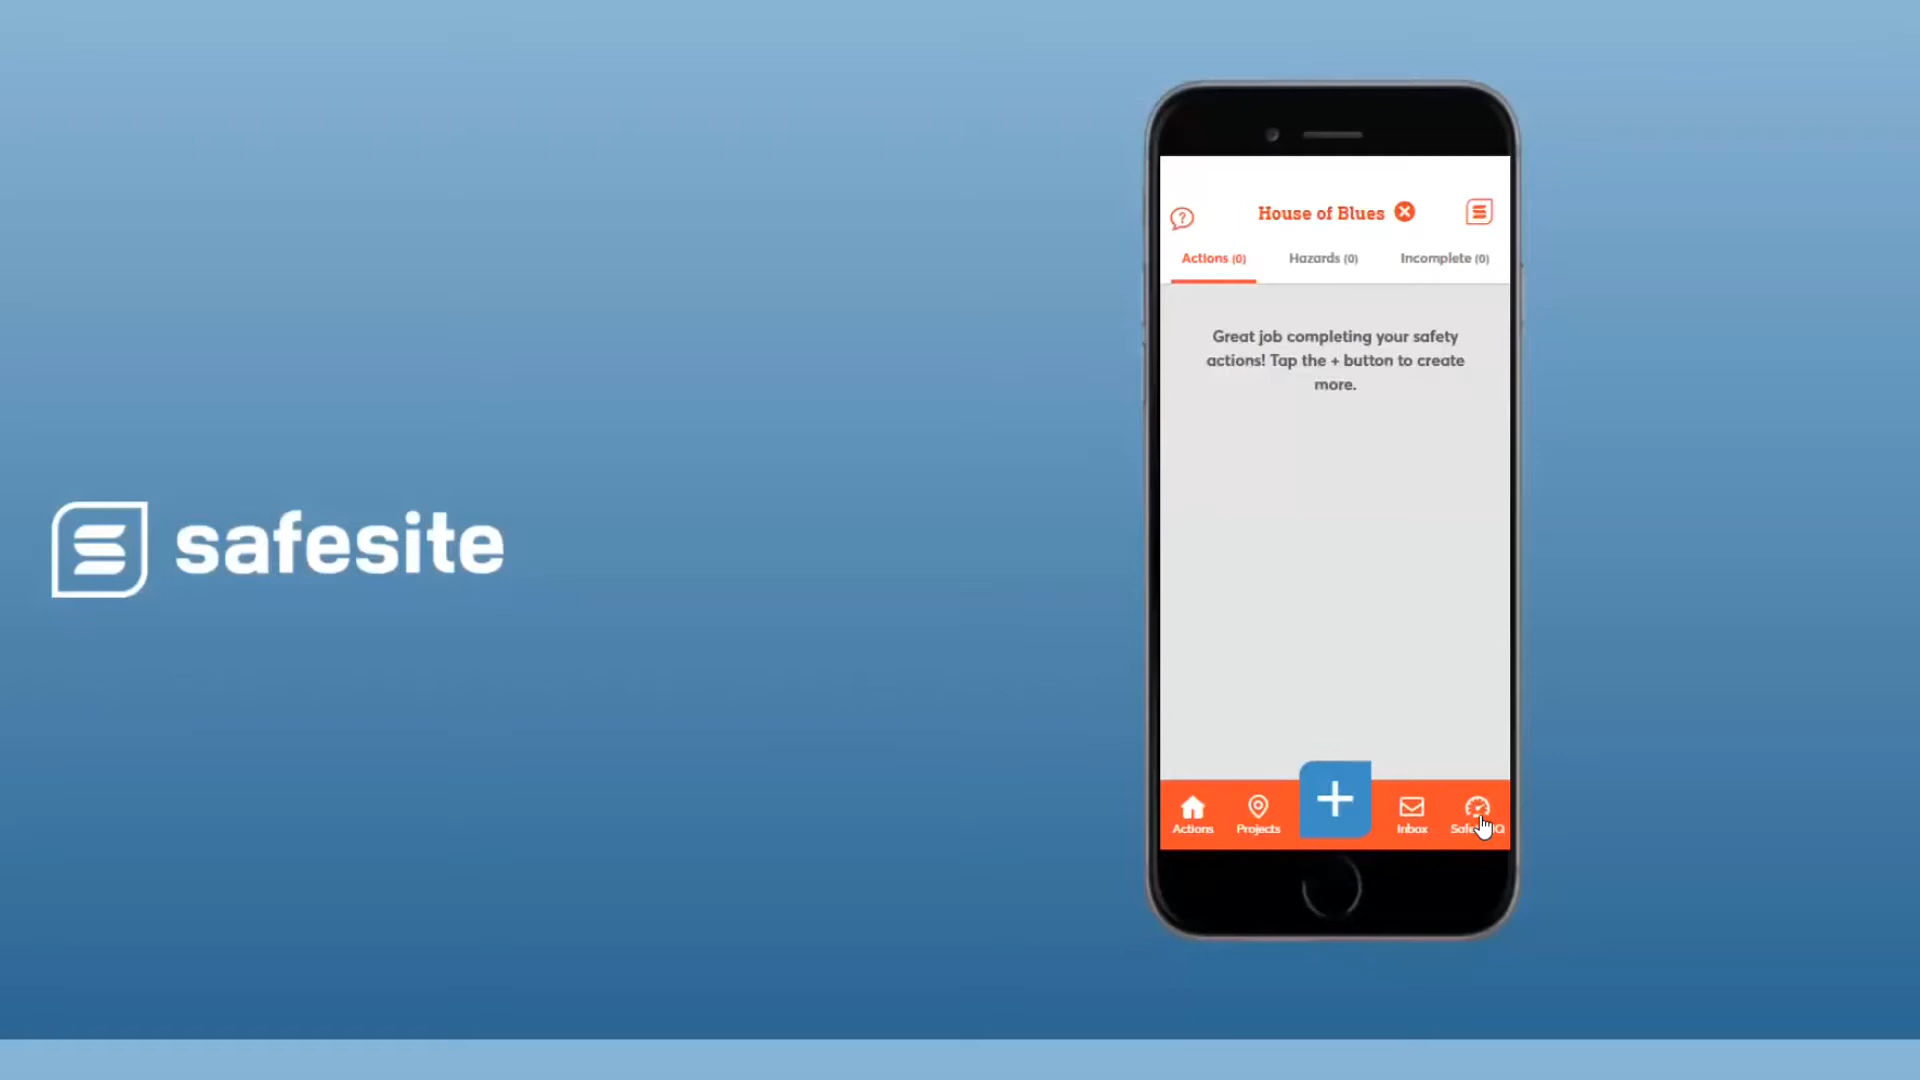 House of Blues
Actions (0)
Hazards (0)
Incomplete (0)
Great job completing your safety
actions! Tap the + button to create
more.
safesite
Actions
Projects
Inbox